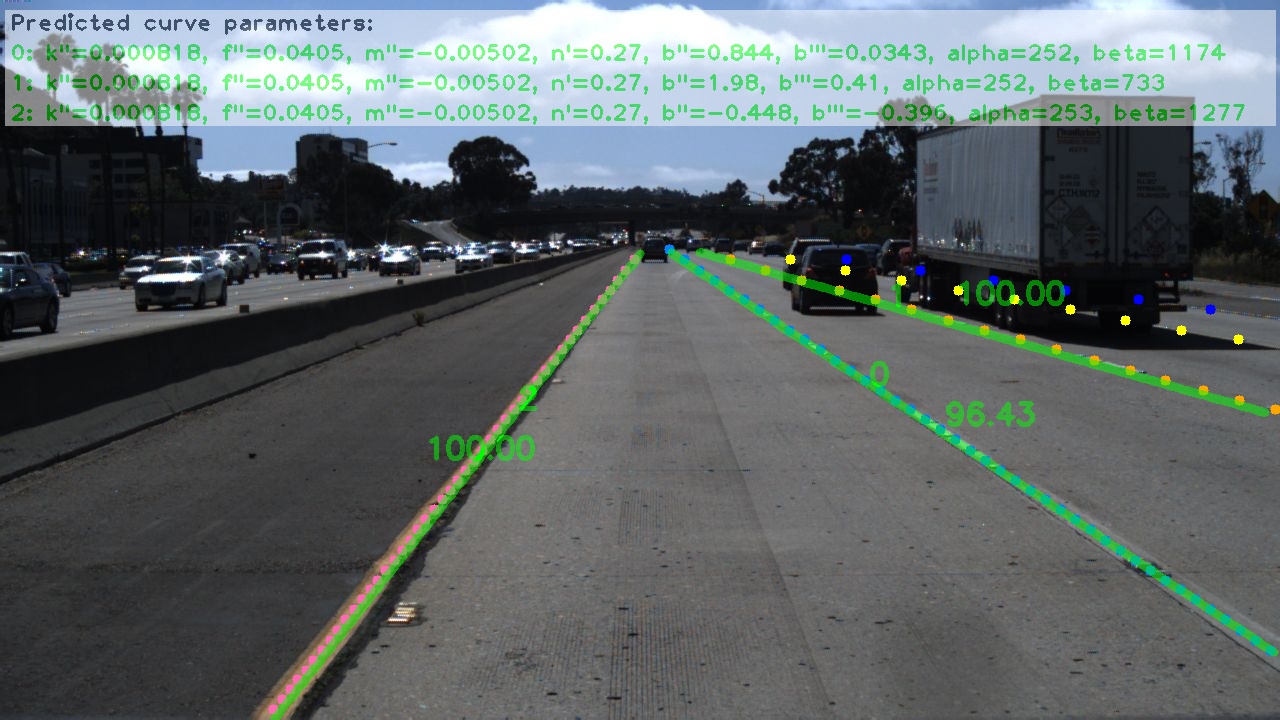 Predicted curve parameters:
0: k''=0.000818, f''=0.0405, m''=-0.00502, n'=0.27, b''=0.844, b'''=0.0343, alpha=252, beta=1174
1: k''=0.000818, f''=0.0405, m''=-0.00502, n'=0.27, b''=1.98, b'''=0.41, alpha=252, beta=733
2: k''=0.000818, f''=0.0405, m''=-0.00502, n'=0.27, b''=-0.448, b'''=-0.396, alpha=253, beta=1277
100.00
0
96.43
100.00